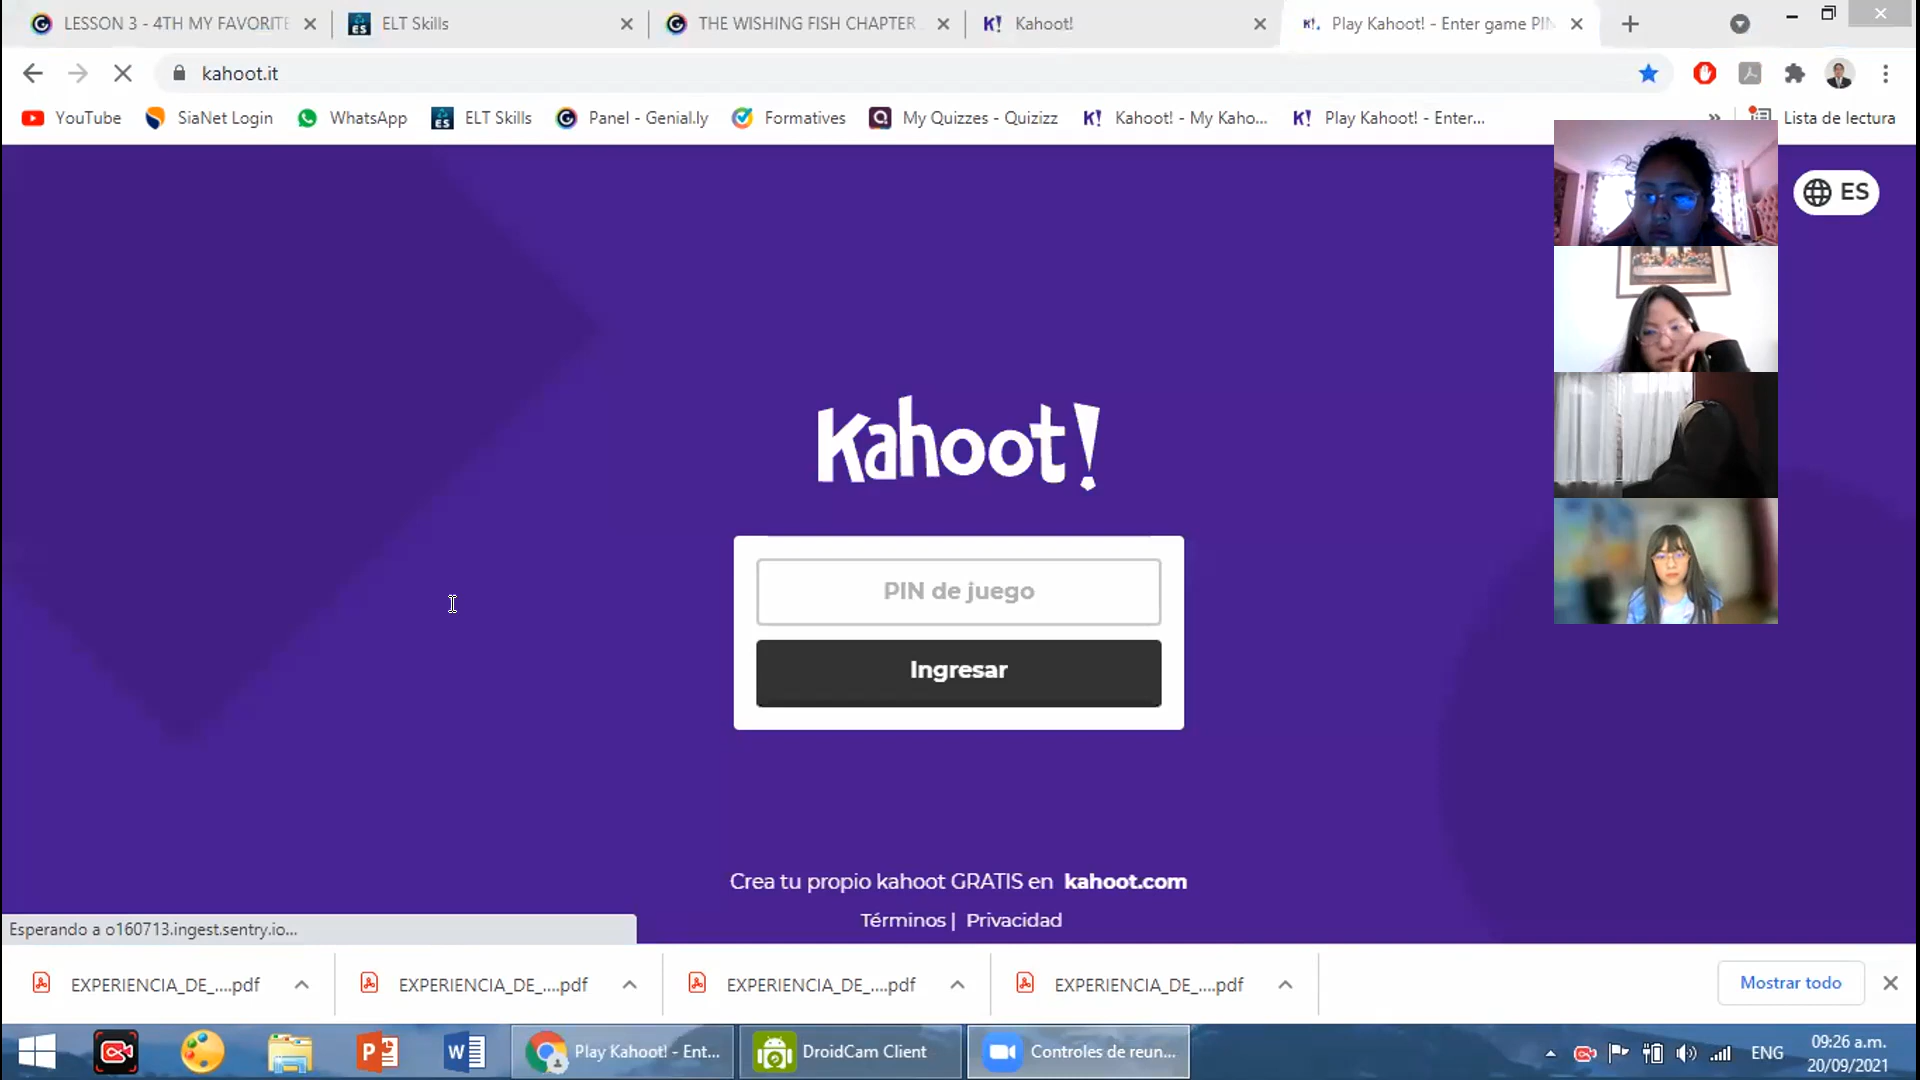 LESSON 3 - 4TH MY FAVORITE
ELT Skills
THE WISHING FISH CHAPTER
Kahoot!
Play Kahoot! - Enter game PIN
kahoot.it
YouTube
SiaNet Login
WhatsApp
ELT Skills
Panel - Genial.ly
Formatives
My Quizzes - Quizizz
Kahoot! - My Kaho...
Play Kahoot! - Enter...
»
Lista de lectura
ES
Kahoot!
PIN de juego
Ingresar
Crea tu propio kahoot GRATIS en kahoot.com
Términos | Privacidad
Esperando a o160713.ingest.sentry.io...
EXPERIENCIA_DE_....pdf
EXPERIENCIA_DE_....pdf
EXPERIENCIA_DE_....pdf
EXPERIENCIA_DE_....pdf
Mostrar todo
Play Kahoot! - Ent...
DroidCam Client
Controles de reun...
ENG
09:26 a.m.
20/09/2021